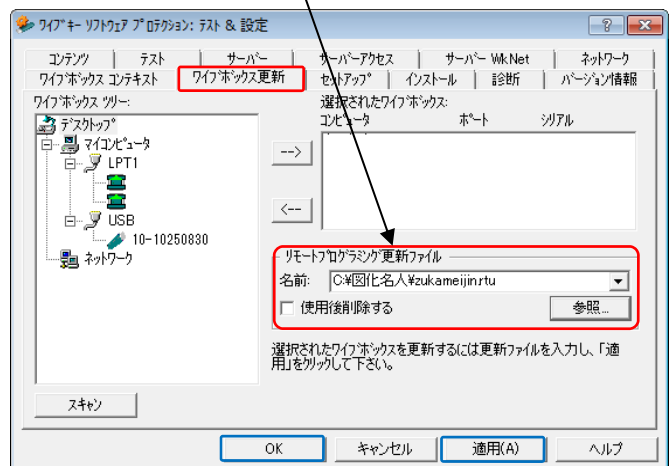 ワイブキー ソフトウェア プロテクション: テスト & 設定
コンテンツ テスト サーバー サーバーアクセス サーバー WkNet ネットワーク
ワイブボックス コンテキスト ワイブボックス更新 セットアップ インストール 診断 バージョン情報
ワイブボックス ツリー:
選択されたワイブボックス:
コンピュータ ポート シリアル
デスクトップ
マイコンピュータ
LPT1
USB
10-10250830
ネットワーク
-->
<--
リモートプログラミング更新ファイル
名前: C:¥図化名人¥zukameijin.rtu
使用後削除する 参照...
選択されたワイブボックスを更新するには更新ファイルを入力し、「適
用」をクリックして下さい。
スキャン
OK キャンセル 適用(A) ヘルプ